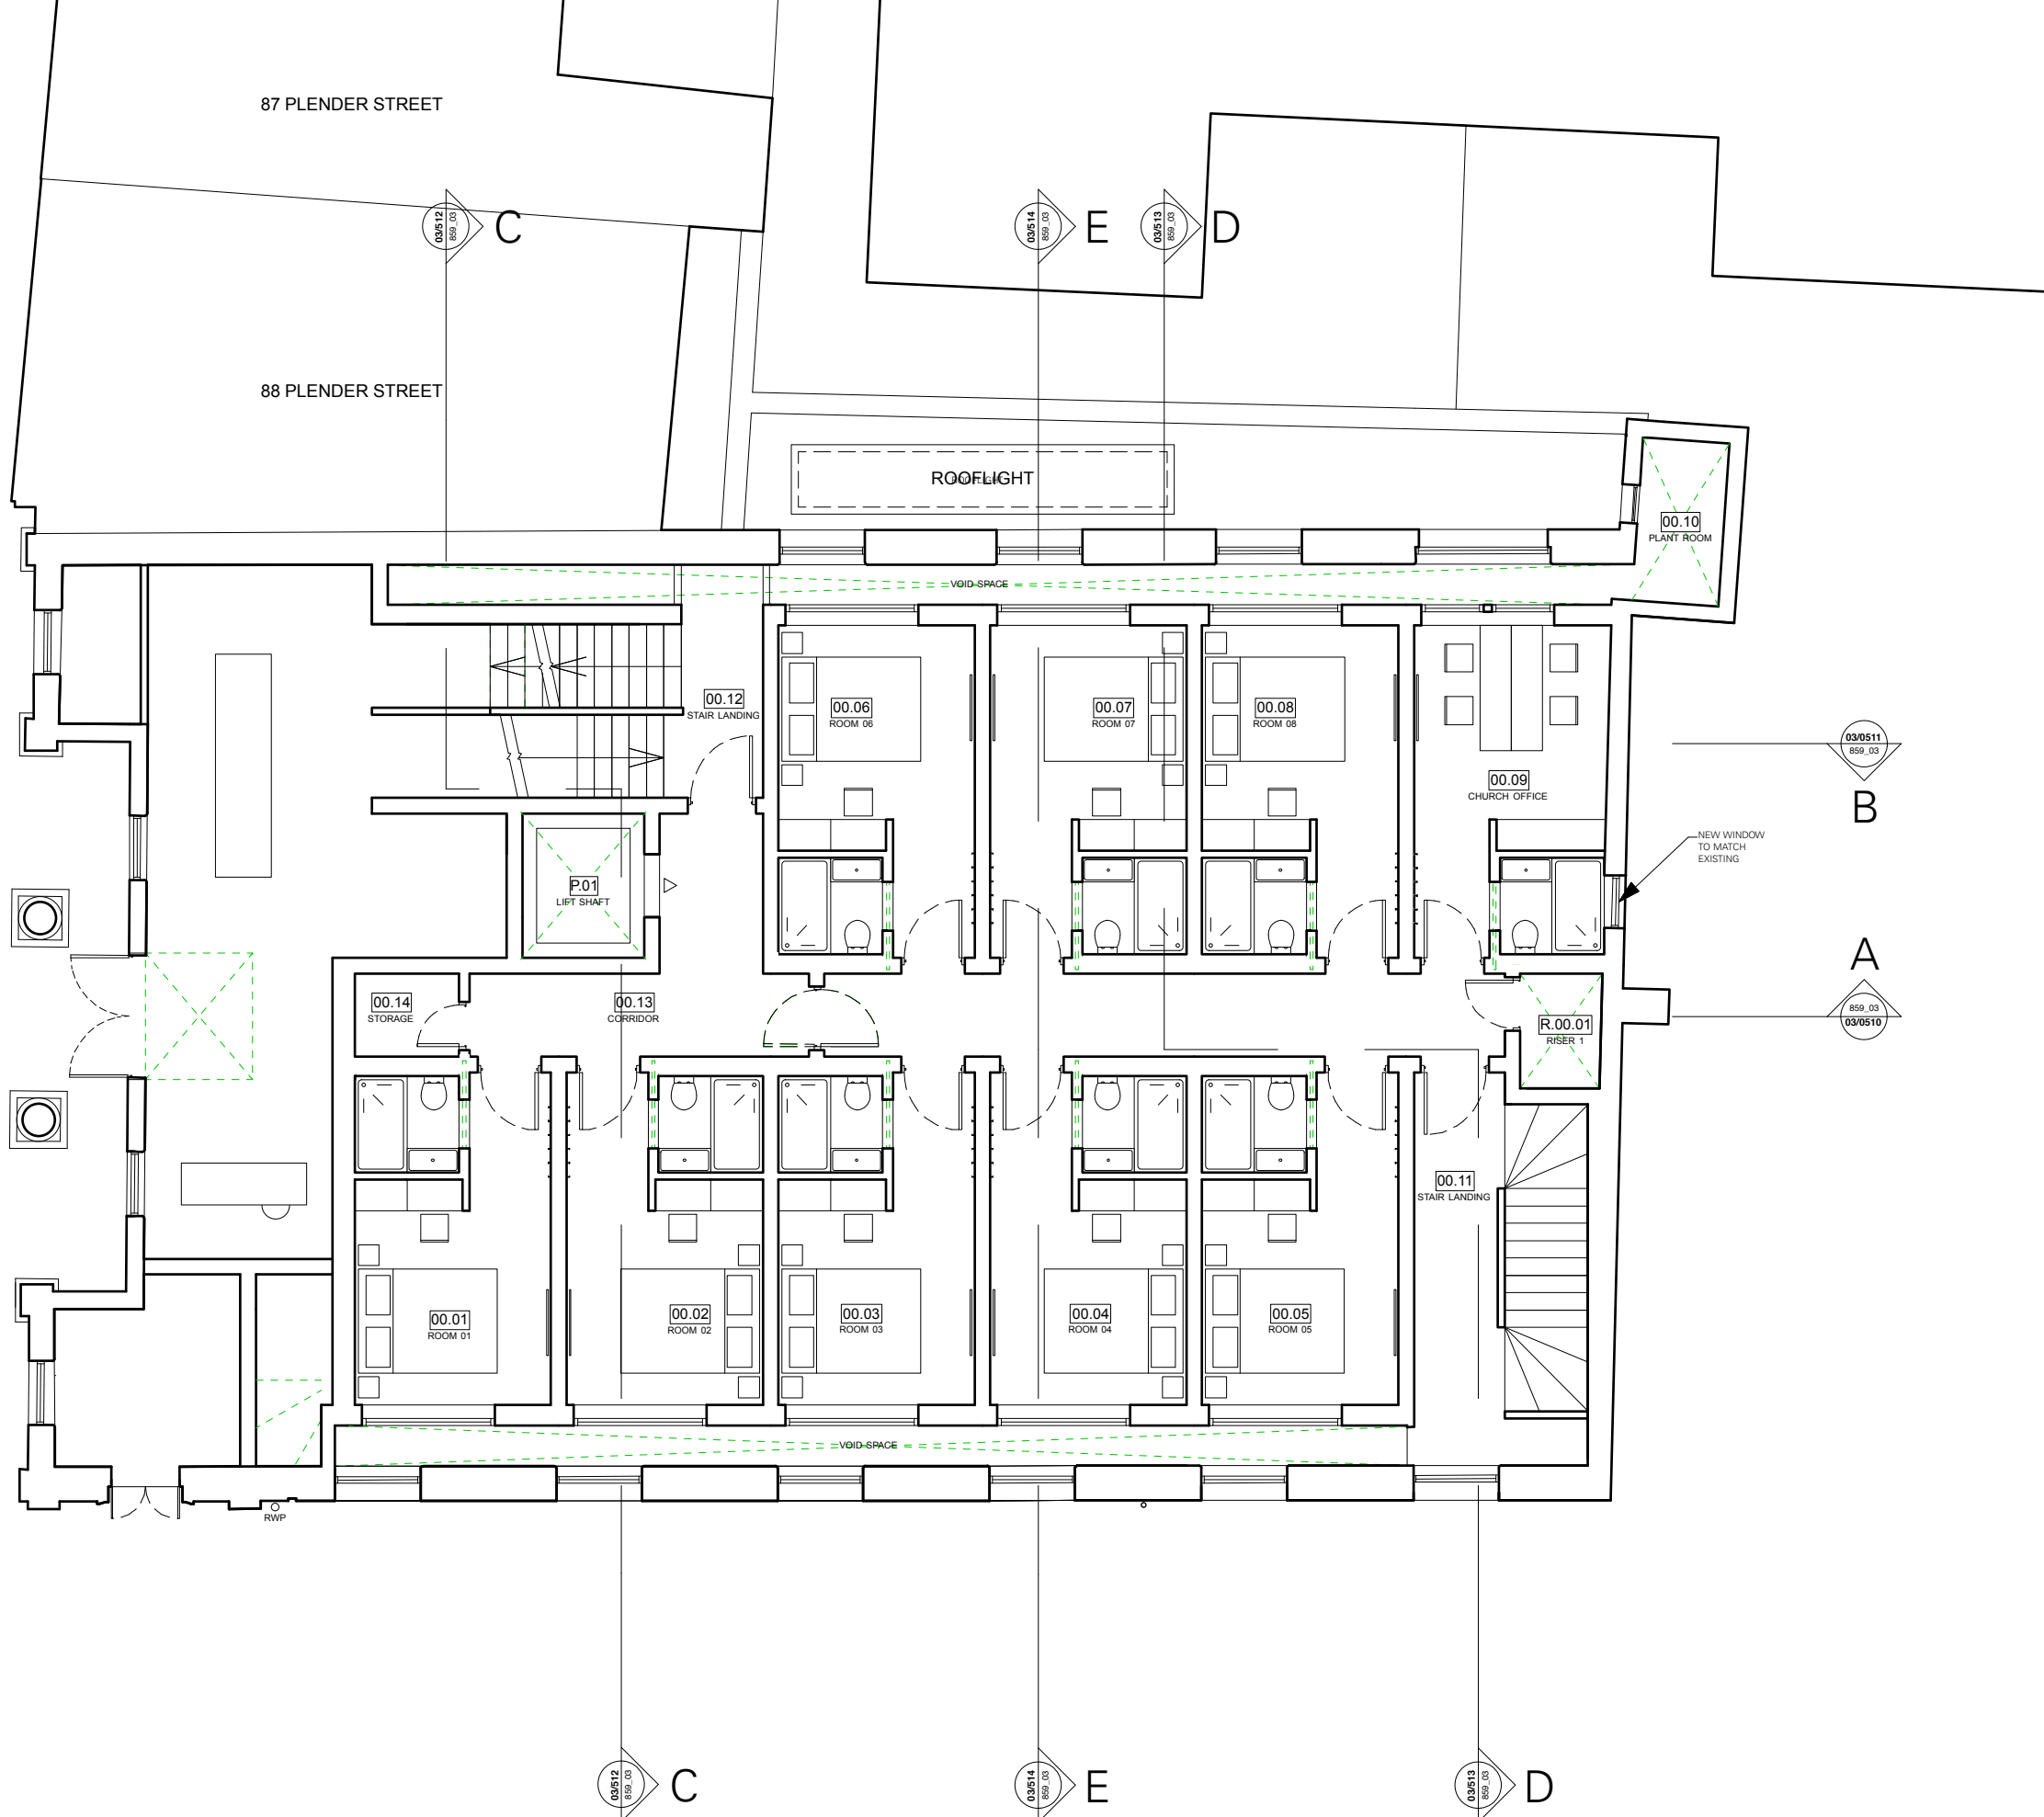 87 PLENDER STREET
03/512
859_03
C
03/514
859_03
E
03/513
859_03
D
88 PLENDER STREET
ROOFLIGHT
00.10
PLANT ROOM
VOID SPACE
00.12
STAIR LANDING
00.06
ROOM 06
00.07
ROOM 07
00.08
ROOM 08
00.09
CHURCH OFFICE
03/0511
859_03
B
NEW WINDOW
TO MATCH
EXISTING
P.01
LIFT SHAFT
A
859_03
03/0510
00.14
STORAGE
00.13
CORRIDOR
R.00.01
RISER 1
00.11
STAIR LANDING
00.01
ROOM 01
00.02
ROOM 02
00.03
ROOM 03
00.04
ROOM 04
00.05
ROOM 05
VOID SPACE
RWP
03/512
859_03
C
03/514
859_03
E
03/513
859_03
D